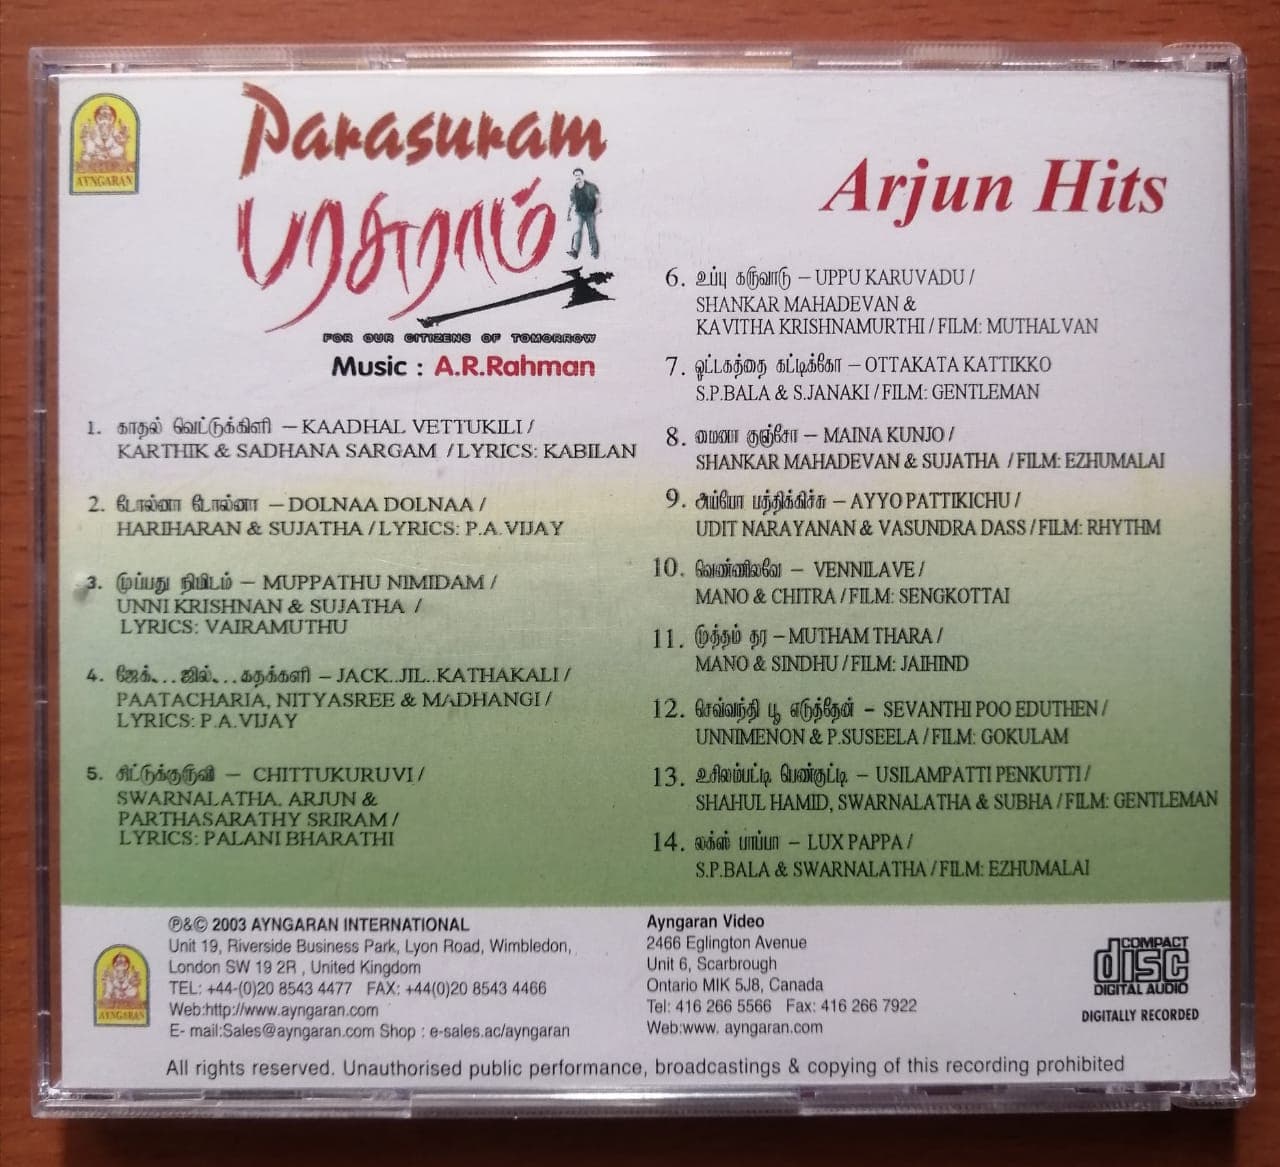 AYNGARAN
Parasuram
பரசுராம்
FOR OUR CITIZENS OF TOMORROW
Music : A.R.Rahman
1. காதல் வெட்டுக்கிளி – KAADHAL VETTUKILI /
KARTHIK & SADHANA SARGAM / LYRICS: KABILAN
2. டோல்னா டோல்னா – DOLNAA DOLNAA /
HARIHARAN & SUJATHA / LYRICS: P.A.VIJAY
3. முப்பது நிமிடம் – MUPPATHU NIMIDAM /
UNNI KRISHNAN & SUJATHA /
LYRICS: VAIRAMUTHU
4. ஜேக்...ஜில்...கதக்களி – JACK..JIL..KATHAKALI /
PAATACHARIA, NITYASREE & MADHANGI /
LYRICS: P.A.VIJAY
5. சிட்டுக்குருவி – CHITTUKURUVI /
SWARNALATHA. ARJUN &
PARTHASARATHY SRIRAM /
LYRICS: PALANI BHARATHI
Arjun Hits
6. உப்பு கருவாடு – UPPU KARUVADU /
SHANKAR MAHADEVAN &
KAVITHA KRISHNAMURTHI / FILM: MUTHALVAN
7. ஒட்டகத்தை கட்டிக்கோ – OTTAKATA KATTIKKO
S.P.BALA & S.JANAKI / FILM: GENTLEMAN
8. மைனா குஞ்சோ – MAINA KUNJO /
SHANKAR MAHADEVAN & SUJATHA / FILM: EZHUMALAI
9. அய்யோ பத்திக்கிச்சு – AYYO PATTIKICHU /
UDIT NARAYANAN & VASUNDRA DASS / FILM: RHYTHM
10. வெண்ணிலவே – VENNILAVE /
MANO & CHITRA / FILM: SENGKOTTAI
11. முத்தம் தர – MUTHAM THARA /
MANO & SINDHU / FILM: JAIHIND
12. செவ்வந்தி பூ எடுத்தேன் – SEVANTHI POO EDUTHEN /
UNNIMENON & P.SUSEELA / FILM: GOKULAM
13. உசிலம்பட்டி பெண்குட்டி – USILAMPATTI PENKUTTI /
SHAHUL HAMID, SWARNALATHA & SUBHA / FILM: GENTLEMAN
14. லக்ஸ் பாப்பா – LUX PAPPA /
S.P.BALA & SWARNALATHA / FILM: EZHUMALAI
AYNGARAN
℗&© 2003 AYNGARAN INTERNATIONAL
Unit 19, Riverside Business Park, Lyon Road, Wimbledon,
London SW 19 2R , United Kingdom
TEL: +44-(0)20 8543 4477 FAX: +44(0)20 8543 4466
Web:http://www.ayngaran.com
E- mail:Sales@ayngaran.com Shop : e-sales.ac/ayngaran
Ayngaran Video
2466 Eglington Avenue
Unit 6, Scarbrough
Ontario MIK 5J8, Canada
Tel: 416 266 5566 Fax: 416 266 7922
Web:www. ayngaran.com
COMPACT
disc
DIGITAL AUDIO
DIGITALLY RECORDED
All rights reserved. Unauthorised public performance, broadcastings & copying of this recording prohibited